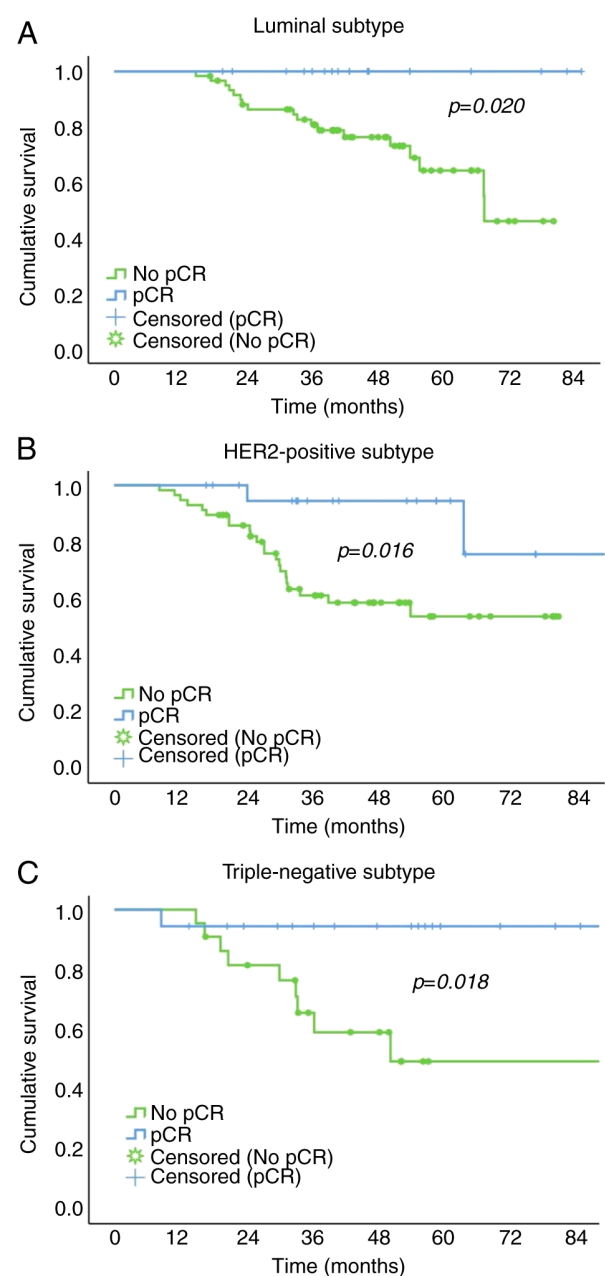 A
Luminal subtype
1.0
0.8
0.6
0.4
0.2
0.0
Cumulative survival
p=0.020
No pCR
pCR
Censored (pCR)
Censored (No pCR)
0 12 24 36 48 60 72 84
Time (months)
B
HER2-positive subtype
1.0
0.8
0.6
0.4
0.2
0.0
Cumulative survival
p=0.016
No pCR
pCR
Censored (No pCR)
Censored (pCR)
0 12 24 36 48 60 72 84
Time (months)
C
Triple-negative subtype
1.0
0.8
0.6
0.4
0.2
0.0
Cumulative survival
p=0.018
No pCR
pCR
Censored (No pCR)
Censored (pCR)
0 12 24 36 48 60 72 84
Time (months)